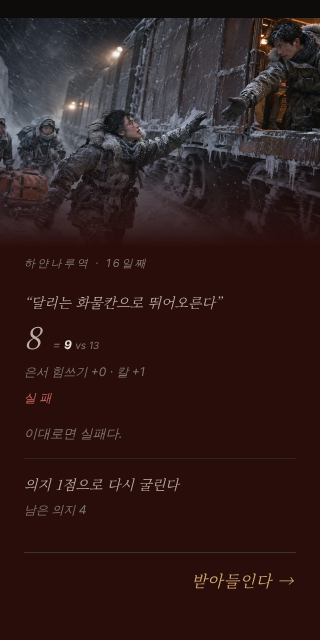 하얀나루역 · 16일째
“달리는 화물칸으로 뛰어오른다”
8 = 9 vs 13
은서 힘쓰기 +0 · 칼 +1
실패
이대로면 실패다.
의지 1점으로 다시 굴린다
남은 의지 4
받아들인다 →